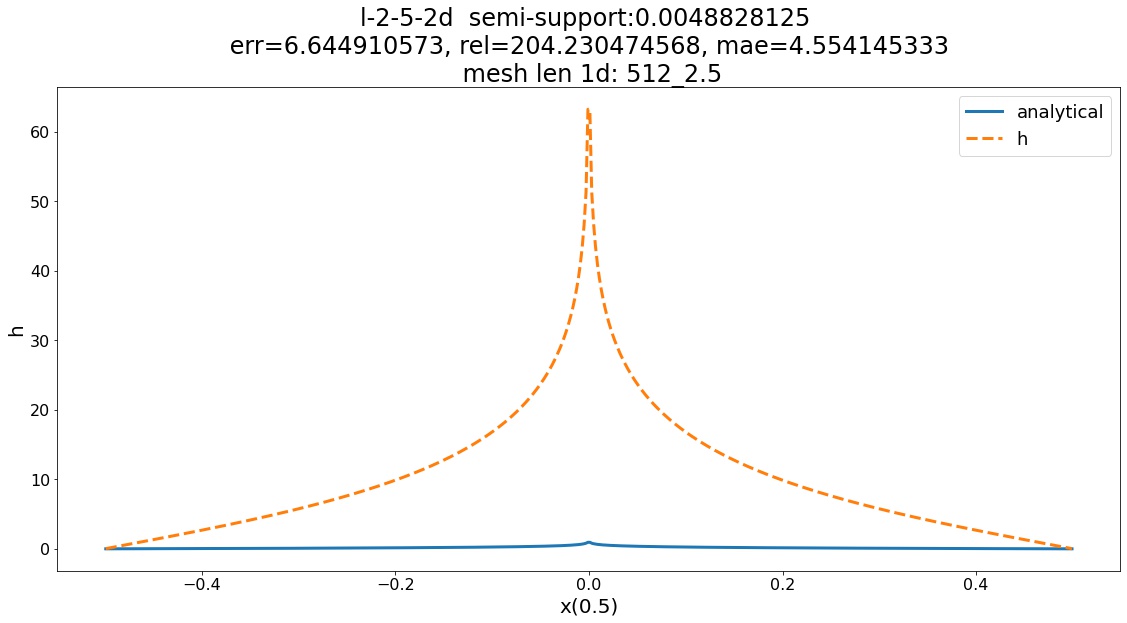 l-2-5-2d  semi-support:0.0048828125
err=6.644910573, rel=204.230474568, mae=4.554145333
mesh len 1d: 512_2.5
analytical
h
60
50
40
30
20
10
0
h
−0.4
−0.2
0.0
0.2
0.4
x(0.5)